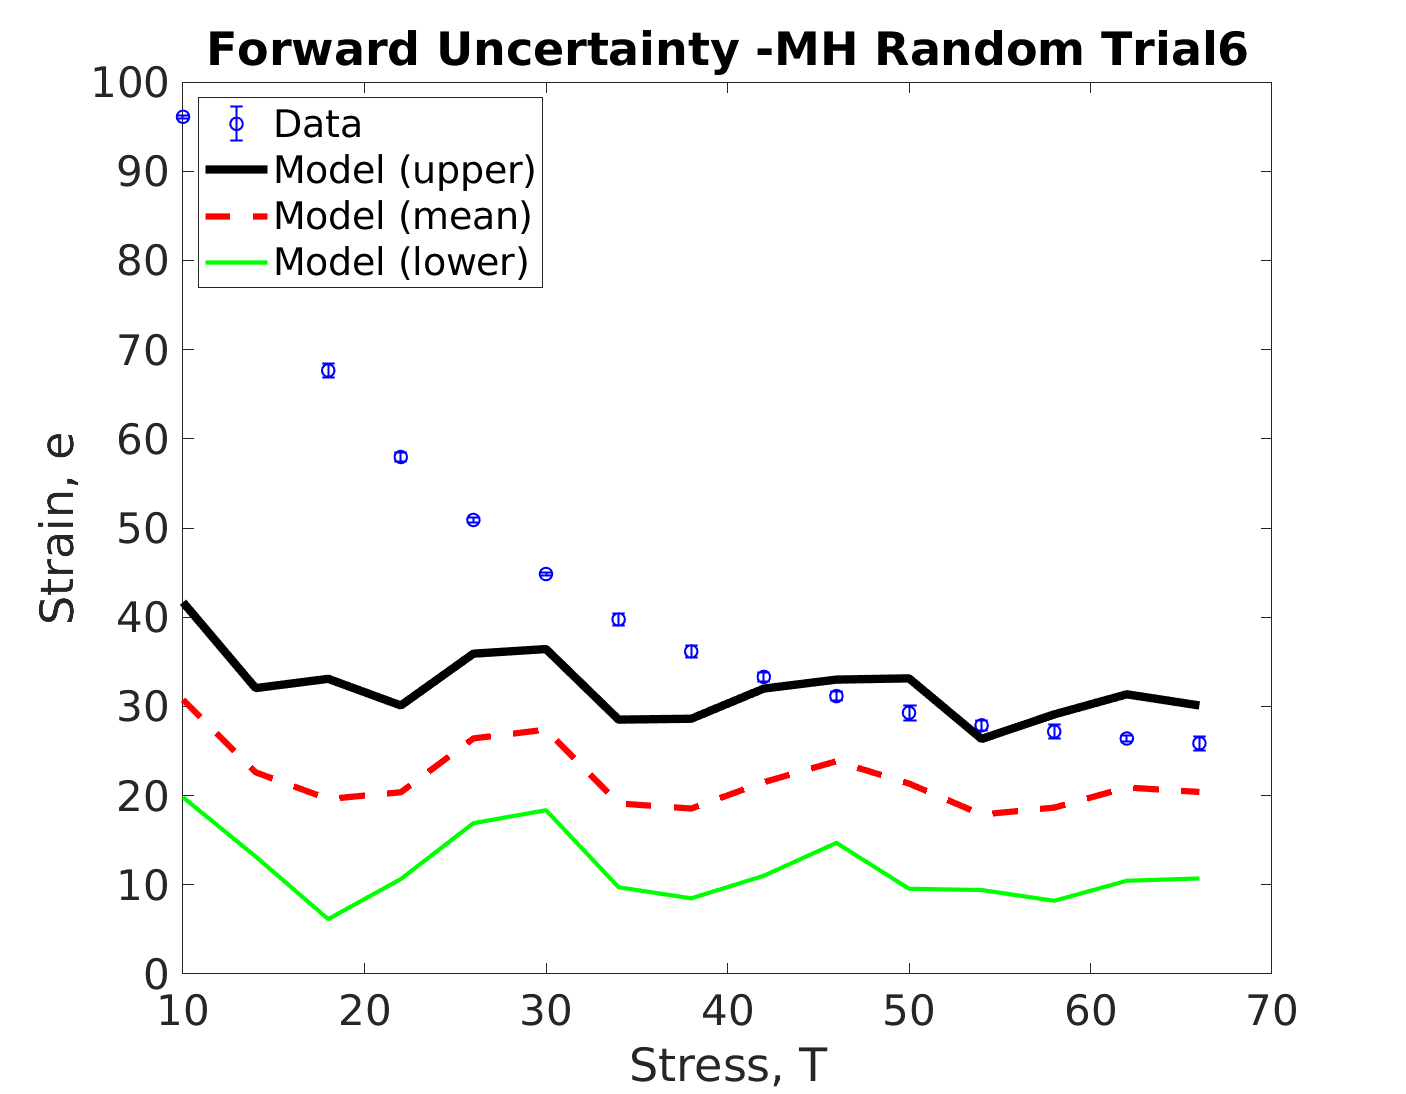 Forward Uncertainty -MH Random Trial6
100
90
80
70
60
50
40
30
20
10
0
Strain, e
Data
Model (upper)
Model (mean)
Model (lower)
10 20 30 40 50 60 70
Stress, T